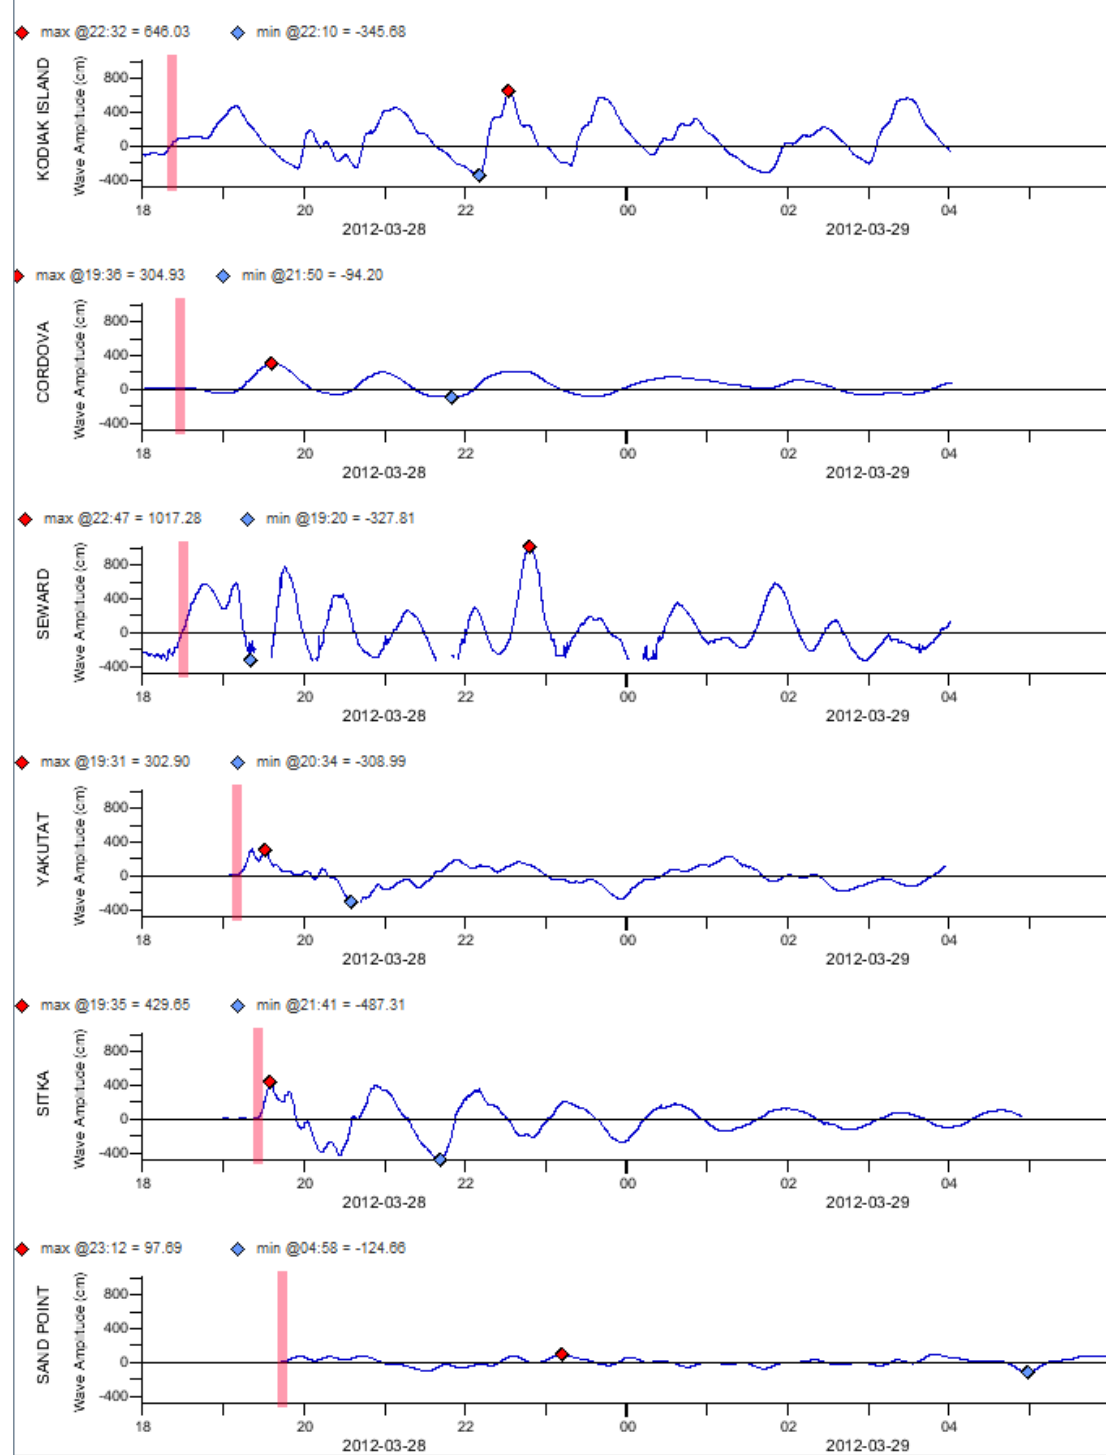 max @22:32 = 646.03 min @22:10 = -345.68
KODIAK ISLAND
Wave Amplitude (cm)
800
400
0
-400
18 20 22 00 02 04
2012-03-28 2012-03-29
max @19:36 = 304.93 min @21:50 = -94.20
CORDOVA
Wave Amplitude (cm)
800
400
0
-400
18 20 22 00 02 04
2012-03-28 2012-03-29
max @22:47 = 1017.28 min @19:20 = -327.81
SEWARD
Wave Amplitude (cm)
800
400
0
-400
18 20 22 00 02 04
2012-03-28 2012-03-29
max @19:31 = 302.90 min @20:34 = -308.99
YAKUTAT
Wave Amplitude (cm)
800
400
0
-400
18 20 22 00 02 04
2012-03-28 2012-03-29
max @19:35 = 429.65 min @21:41 = -487.31
SITKA
Wave Amplitude (cm)
800
400
0
-400
18 20 22 00 02 04
2012-03-28 2012-03-29
max @23:12 = 97.69 min @04:58 = -124.66
SAND POINT
Wave Amplitude (cm)
800
400
0
-400
18 20 22 00 02 04
2012-03-28 2012-03-29